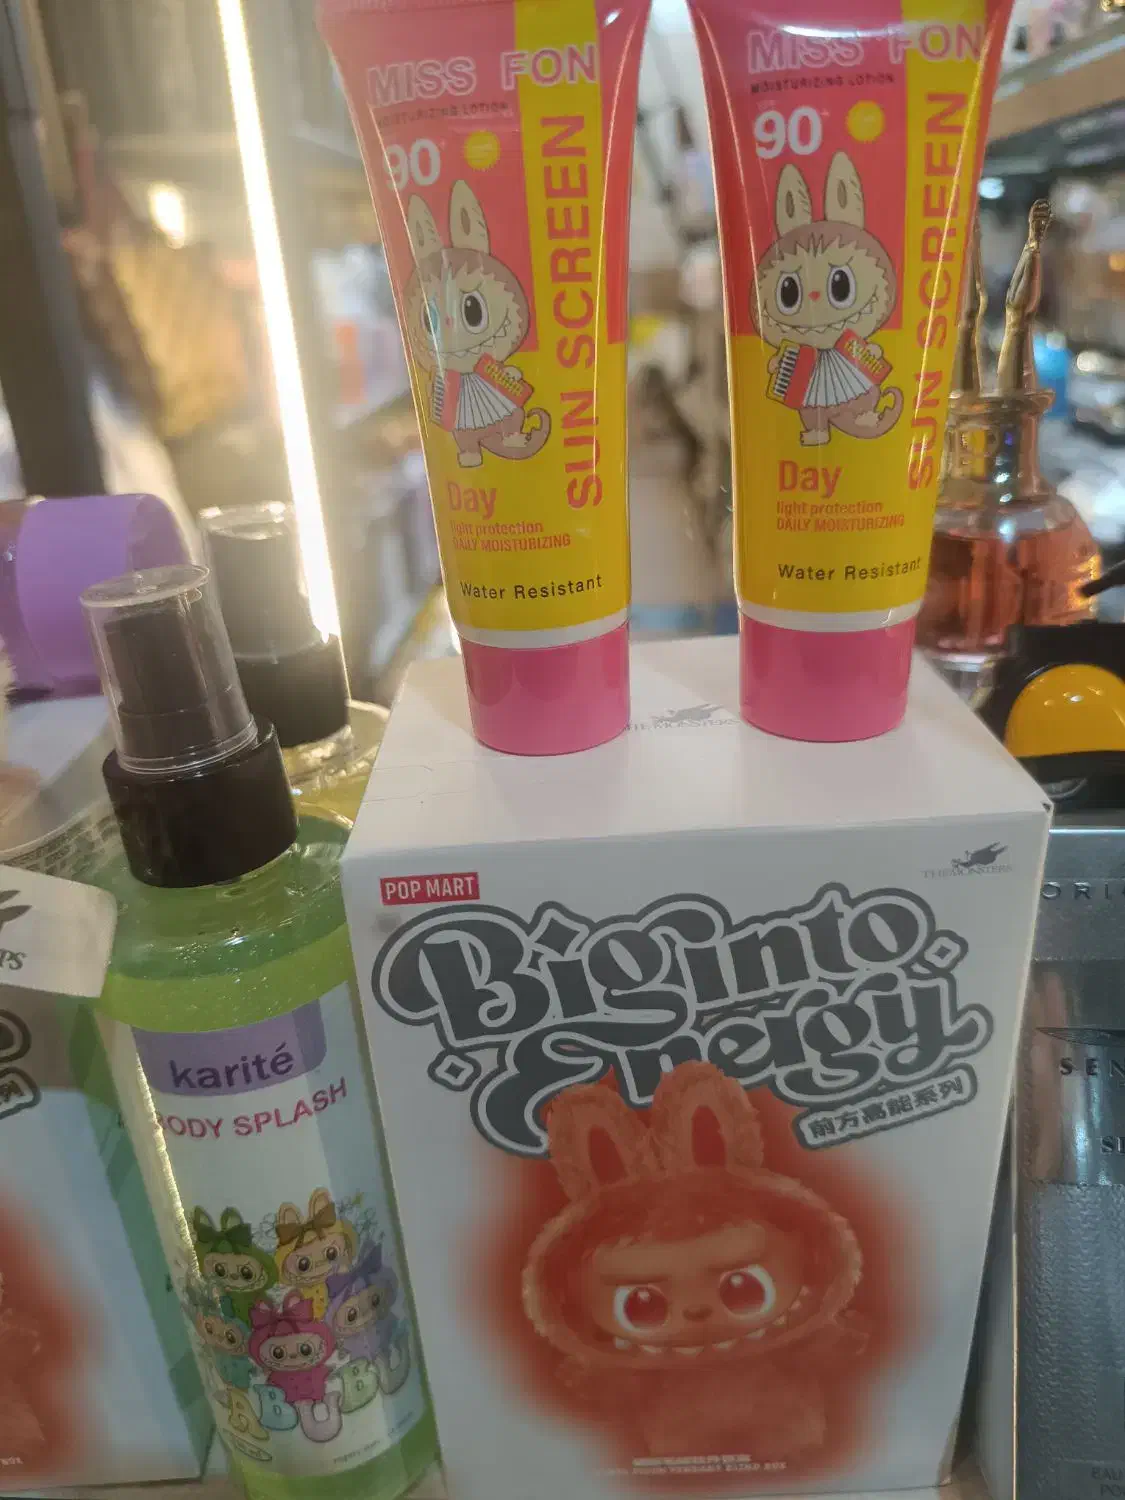 MISS FON
MOISTURIZING LOTION
90+
SUN SCREEN
Day
light protection
DAILY MOISTURIZING
Water Resistant
MISS FON
MOISTURIZING LOTION
90+
SUN SCREEN
Day
light protection
DAILY MOISTURIZING
Water Resistant
THE MONSTERS
POP MART
THE MONSTERS
Big into
Energy
前方高能系列
karité
BODY SPLASH
LABUBU